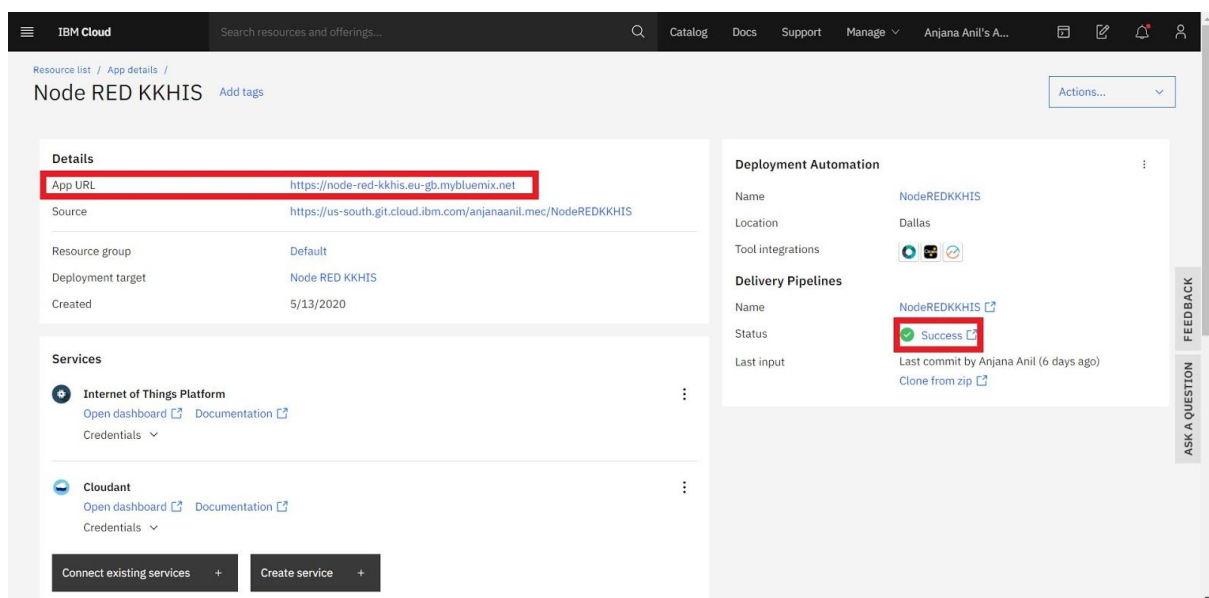 IBM Cloud
Search resources and offerings...
Catalog
Docs
Support
Manage
Anjana Anil's A...
Resource list / App details /
Node RED KKHIS
Add tags
Actions...
Details
App URL https://node-red-kkhis.eu-gb.mybluemix.net
Source https://us-south.git.cloud.ibm.com/anjanaanil.mec/NodeREDKKHIS
Resource group Default
Deployment target Node RED KKHIS
Created 5/13/2020
Services
Internet of Things Platform
Open dashboard Documentation
Credentials
Cloudant
Open dashboard Documentation
Credentials
Connect existing services +
Create service +
Deployment Automation
Name NodeREDKKHIS
Location Dallas
Tool integrations
Delivery Pipelines
Name NodeREDKKHIS
Status Success
Last input Last commit by Anjana Anil (6 days ago)
Clone from zip
FEEDBACK
ASK A QUESTION